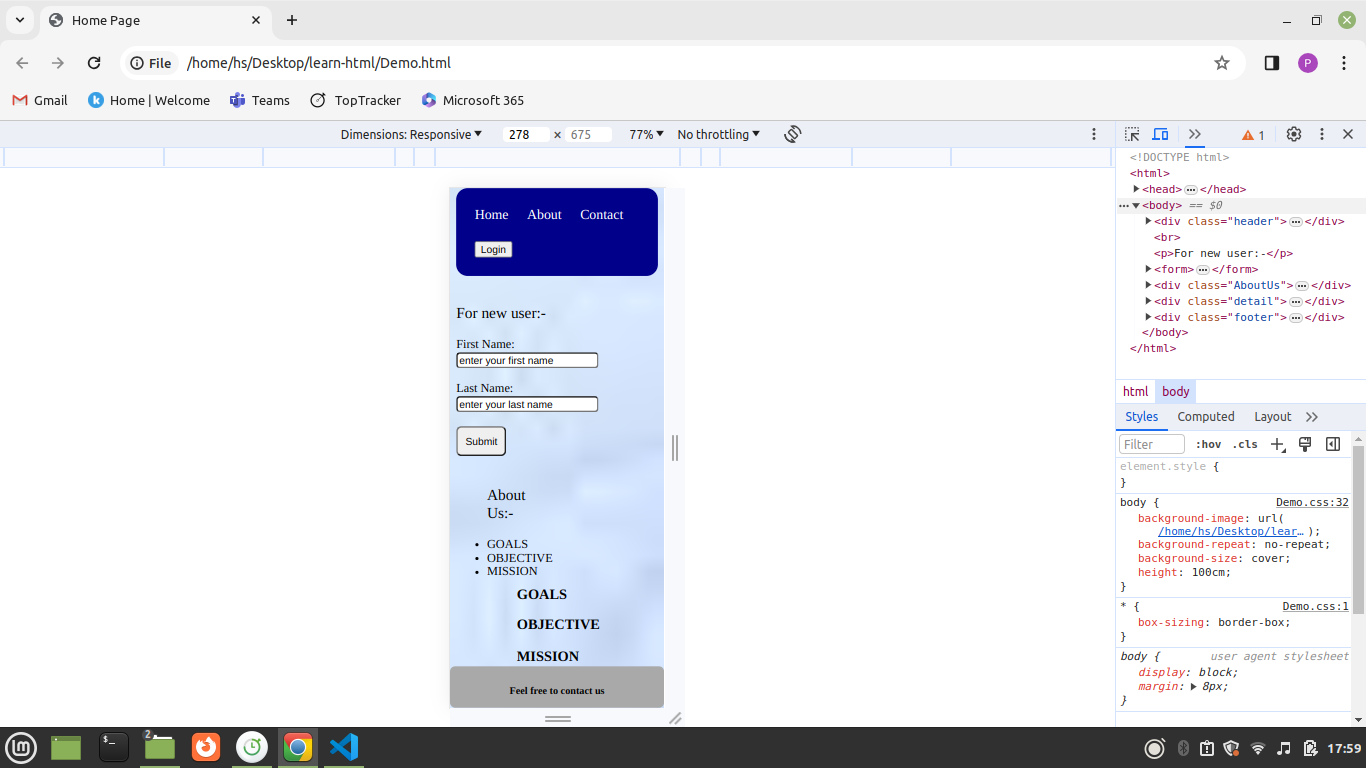 Home Page
File
/home/hs/Desktop/learn-html/Demo.html
P
Gmail
Home | Welcome
Teams
TopTracker
Microsoft 365
Dimensions: Responsive
278 × 675
77%
No throttling
1
Home About Contact
Login
For new user:-
First Name:
enter your first name
Last Name:
enter your last name
Submit
About
Us:-
• GOALS
• OBJECTIVE
• MISSION
GOALS
OBJECTIVE
MISSION
Feel free to contact us
<!DOCTYPE html>
<html>
<head> ••• </head>
••• <body> == $0
<div class="header"> ••• </div>
<br>
<p>For new user:-</p>
<form> ••• </form>
<div class="AboutUs"> ••• </div>
<div class="detail"> ••• </div>
<div class="footer"> ••• </div>
</body>
</html>
html body
Styles Computed Layout
Filter :hov .cls
element.style {
}
body { Demo.css:32
background-image: url(
/home/hs/Desktop/lear… );
background-repeat: no-repeat;
background-size: cover;
height: 100cm;
}
* { Demo.css:1
box-sizing: border-box;
}
body { user agent stylesheet
display: block;
margin: 8px;
}
$_
2
17:59